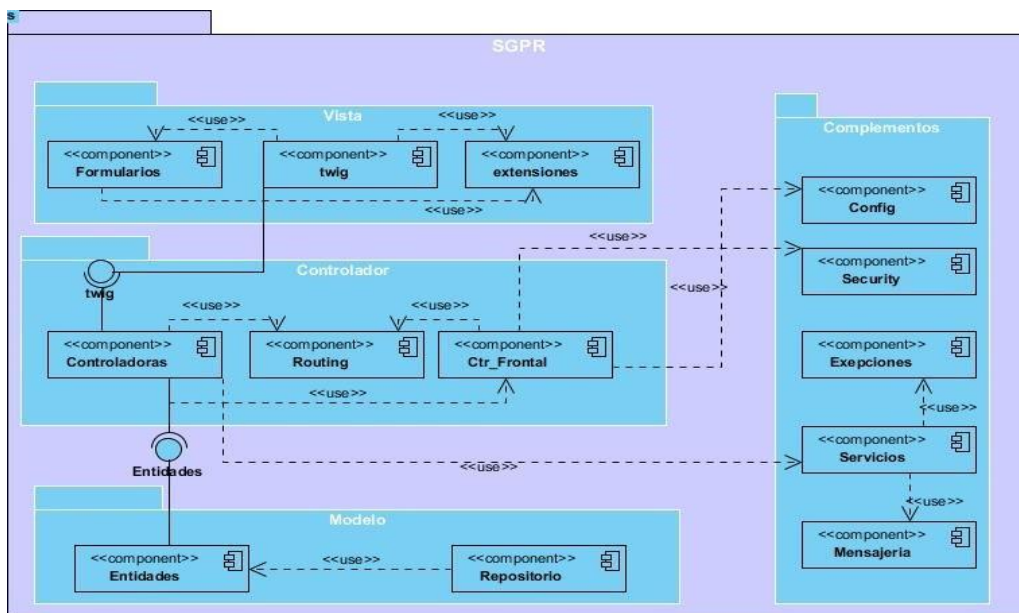 s
SGPR
Vista
<<use>>
<<use>>
<<component>>
Formularios
<<component>>
twig
<<component>>
extensiones
<<use>>
Controlador
twig
<<use>>
<<use>>
<<component>>
Controladoras
<<component>>
Routing
<<component>>
Ctr_Frontal
<<use>>
<<use>>
<<use>>
<<use>>
Entidades
Modelo
<<component>>
Entidades
<<use>>
<<component>>
Repositorio
Complementos
<<component>>
Config
<<component>>
Security
<<component>>
Exepciones
<<use>>
<<component>>
Servicios
<<use>>
<<component>>
Mensajeria